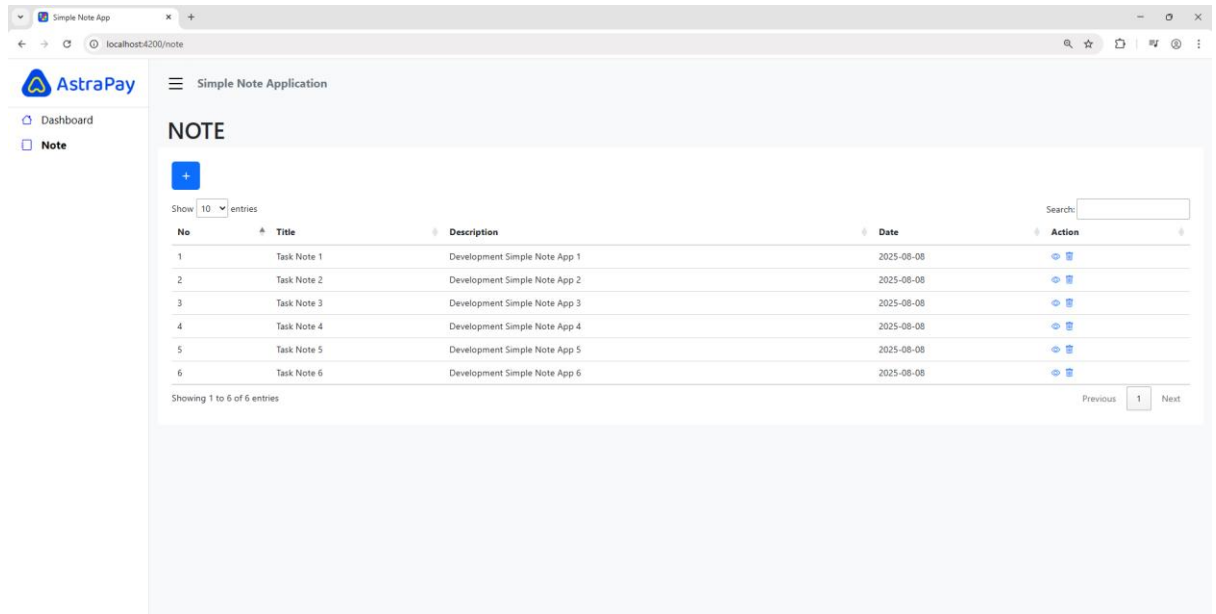 Simple Note App
localhost:4200/note
AstraPay
Simple Note Application
Dashboard
Note
NOTE
+
Show 10 entries
Search:
No Title Description Date Action
1 Task Note 1 Development Simple Note App 1 2025-08-08
2 Task Note 2 Development Simple Note App 2 2025-08-08
3 Task Note 3 Development Simple Note App 3 2025-08-08
4 Task Note 4 Development Simple Note App 4 2025-08-08
5 Task Note 5 Development Simple Note App 5 2025-08-08
6 Task Note 6 Development Simple Note App 6 2025-08-08
Showing 1 to 6 of 6 entries
Previous 1 Next